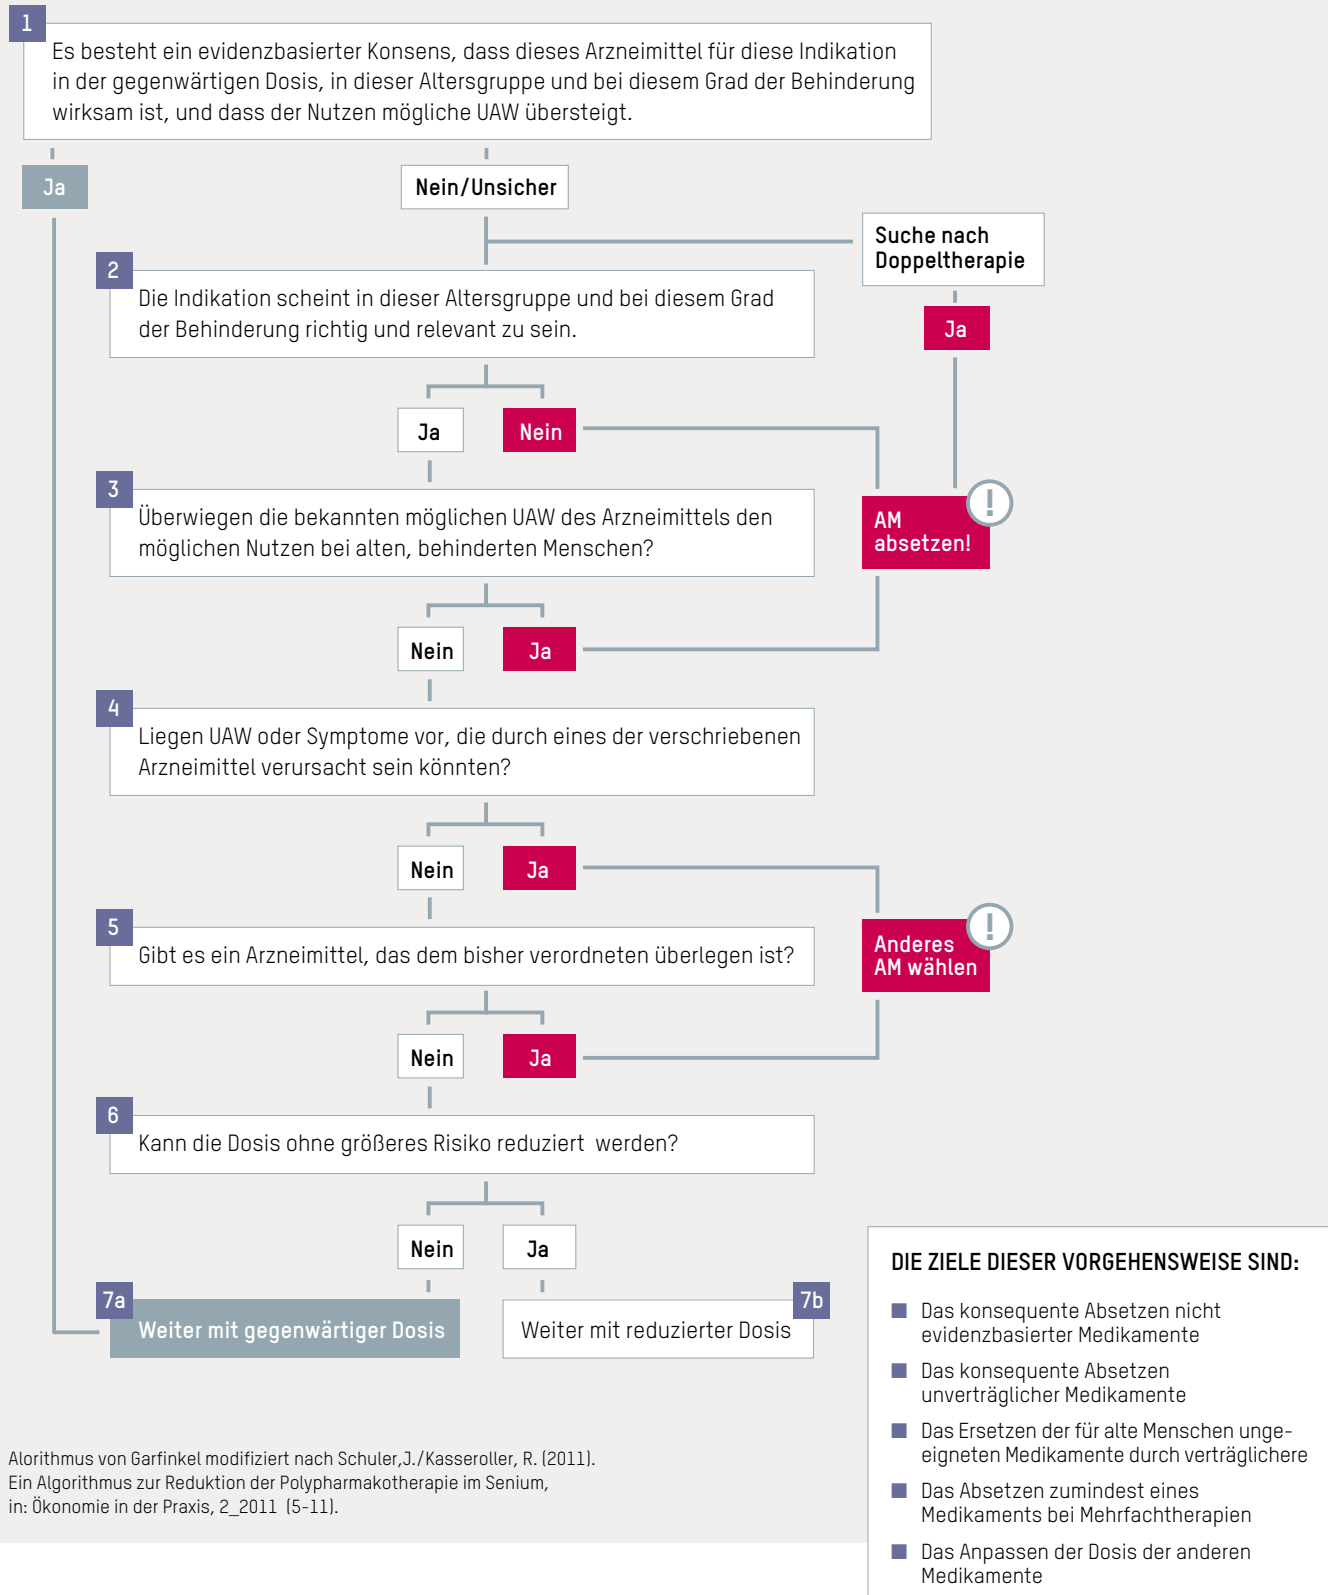 1
Es besteht ein evidenzbasierter Konsens, dass dieses Arzneimittel für diese Indikation
in der gegenwärtigen Dosis, in dieser Altersgruppe und bei diesem Grad der Behinderung
wirksam ist, und dass der Nutzen mögliche UAW übersteigt.
Ja
Nein/Unsicher
Suche nach
Doppeltherapie
Ja
2
Die Indikation scheint in dieser Altersgruppe und bei diesem Grad
der Behinderung richtig und relevant zu sein.
Ja
Nein
3
Überwiegen die bekannten möglichen UAW des Arzneimittels den
möglichen Nutzen bei alten, behinderten Menschen?
!
AM
absetzen!
Nein
Ja
4
Liegen UAW oder Symptome vor, die durch eines der verschriebenen
Arzneimittel verursacht sein könnten?
Nein
Ja
5
Gibt es ein Arzneimittel, das dem bisher verordneten überlegen ist?
!
Anderes
AM wählen
Nein
Ja
6
Kann die Dosis ohne größeres Risiko reduziert werden?
Nein
Ja
7a
Weiter mit gegenwärtiger Dosis
7b
Weiter mit reduzierter Dosis
DIE ZIELE DIESER VORGEHENSWEISE SIND:
■ Das konsequente Absetzen nicht
evidenzbasierter Medikamente
■ Das konsequente Absetzen
unverträglicher Medikamente
■ Das Ersetzen der für alte Menschen unge-
eigneten Medikamente durch verträglichere
■ Das Absetzen zumindest eines
Medikaments bei Mehrfachtherapien
■ Das Anpassen der Dosis der anderen
Medikamente
Alorithmus von Garfinkel modifiziert nach Schuler,J./Kasseroller, R. (2011).
Ein Algorithmus zur Reduktion der Polypharmakotherapie im Senium,
in: Ökonomie in der Praxis, 2_2011 (5-11).